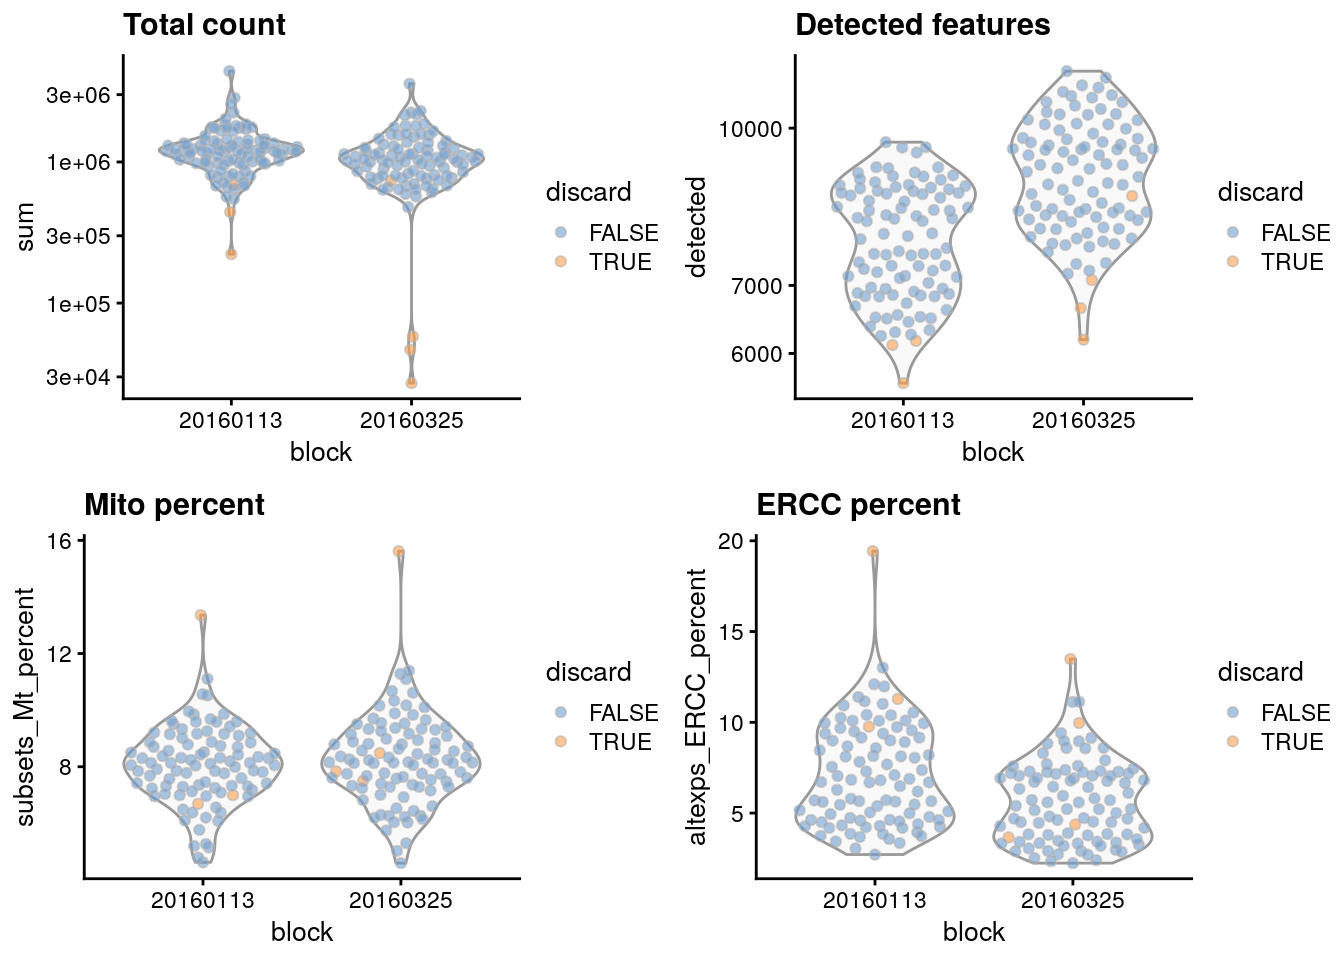 Total count
sum
3e+06
1e+06
3e+05
1e+05
3e+04
20160113 20160325
block
discard
FALSE
TRUE
Detected features
detected
10000
7000
6000
20160113 20160325
block
discard
FALSE
TRUE
Mito percent
subsets_Mt_percent
16
12
8
20160113 20160325
block
discard
FALSE
TRUE
ERCC percent
altexps_ERCC_percent
20
15
10
5
20160113 20160325
block
discard
FALSE
TRUE